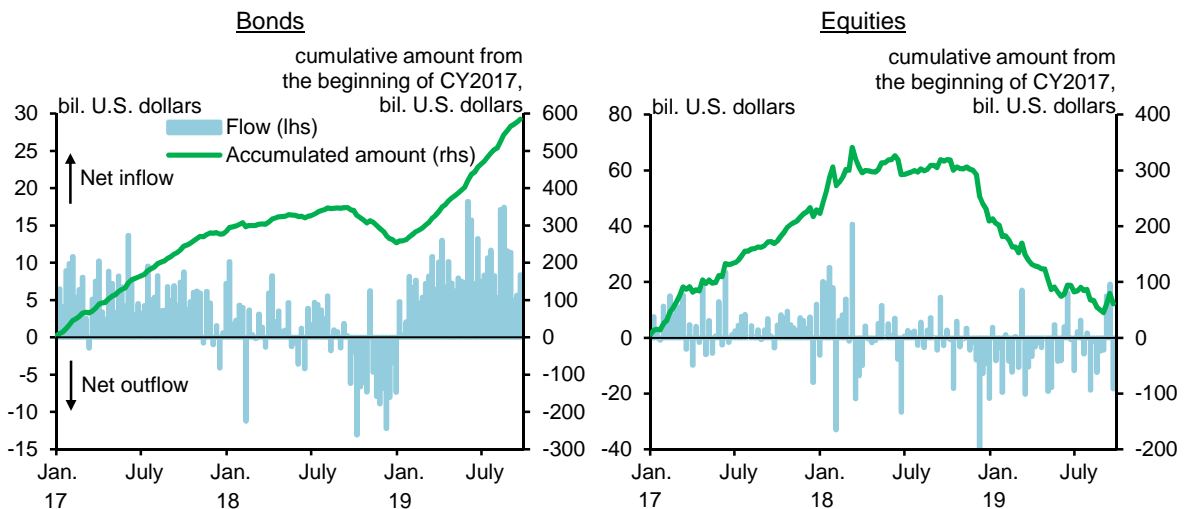 Bonds
cumulative amount from
the beginning of CY2017,
bil. U.S. dollars
bil. U.S. dollars
Flow (lhs)
Accumulated amount (rhs)
Net inflow
Net outflow
30
25
20
15
10
5
0
-5
-10
-15
600
500
400
300
200
100
0
-100
-200
-300
Jan. July Jan. July Jan. July
17 18 19
Equities
cumulative amount from
the beginning of CY2017,
bil. U.S. dollars
bil. U.S. dollars
80
60
40
20
0
-20
-40
400
300
200
100
0
-100
-200
Jan. July Jan. July Jan. July
17 18 19